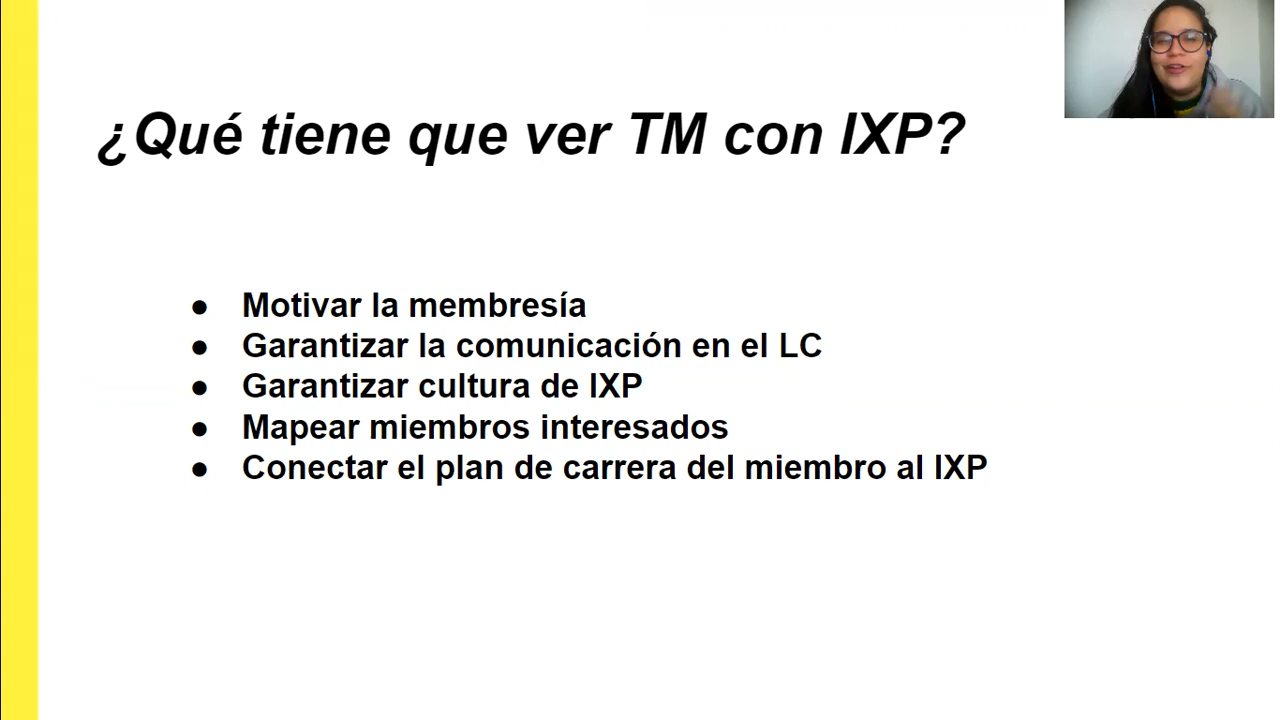 ¿Qué tiene que ver TM con IXP?
● Motivar la membresía
● Garantizar la comunicación en el LC
● Garantizar cultura de IXP
● Mapear miembros interesados
● Conectar el plan de carrera del miembro al IXP